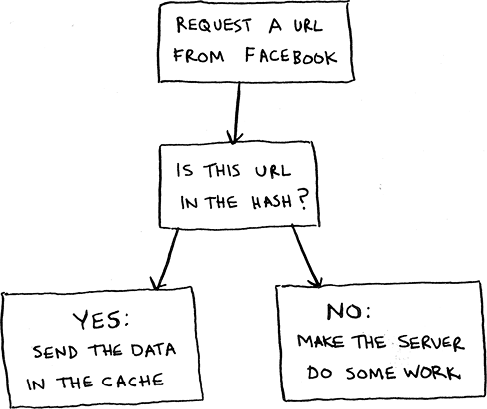 REQUEST A URL
FROM FACEBOOK
IS THIS URL
IN THE HASH?
YES:
SEND THE DATA
IN THE CACHE
NO:
MAKE THE SERVER
DO SOME WORK